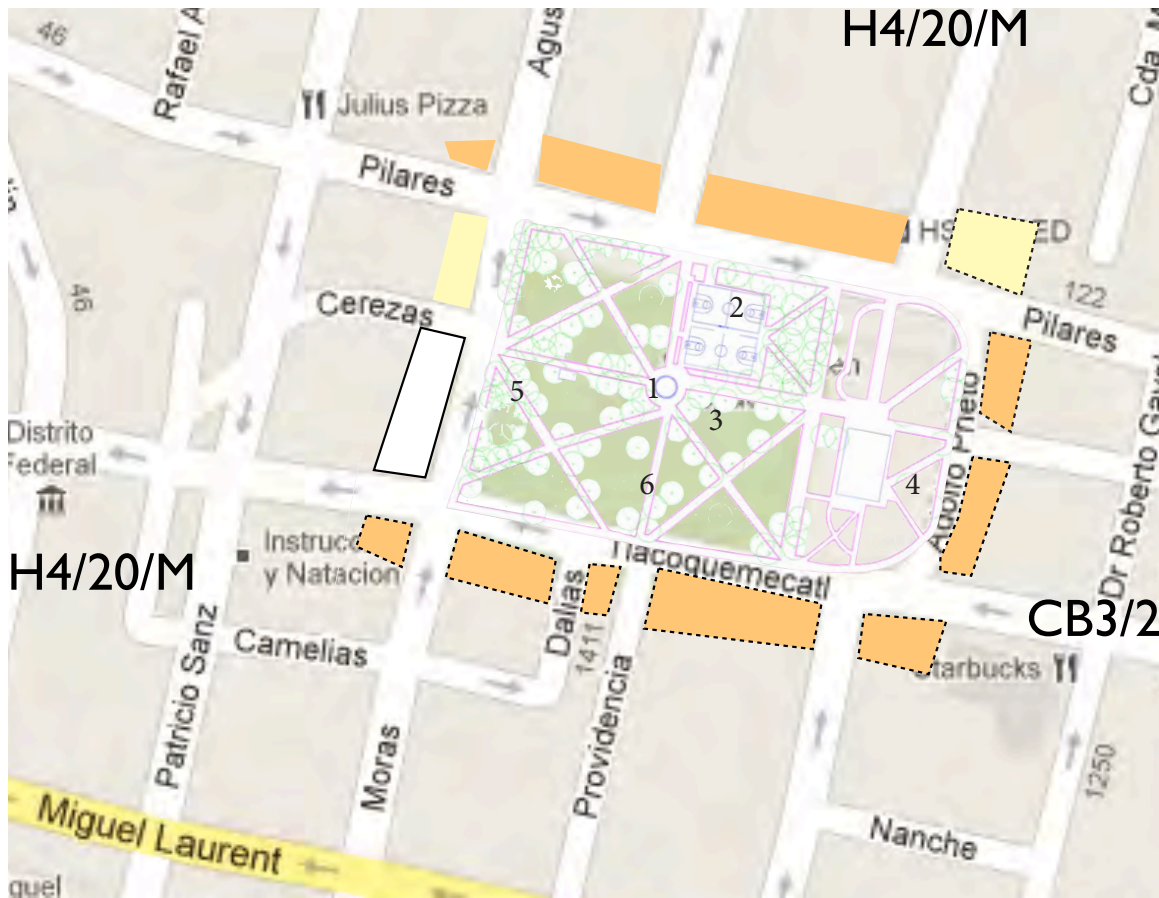 H4/20/M
46
Rafael A
Agus
Cda. M
Julius Pizza
Pilares
HS
ED
122
Pilares
Cerezas
46
2
1
5
3
6
4
Adolfo Prieto
Dr Roberto Gayol
Distrito
Federal
Instrucc
y Natacion
H4/20/M
Tlacoquemecatl
CB3/2
Dalias
1411
Starbucks
Camelias
Patricio Sanz
Moras
Providencia
1250
Nanche
Miguel Laurent
guel